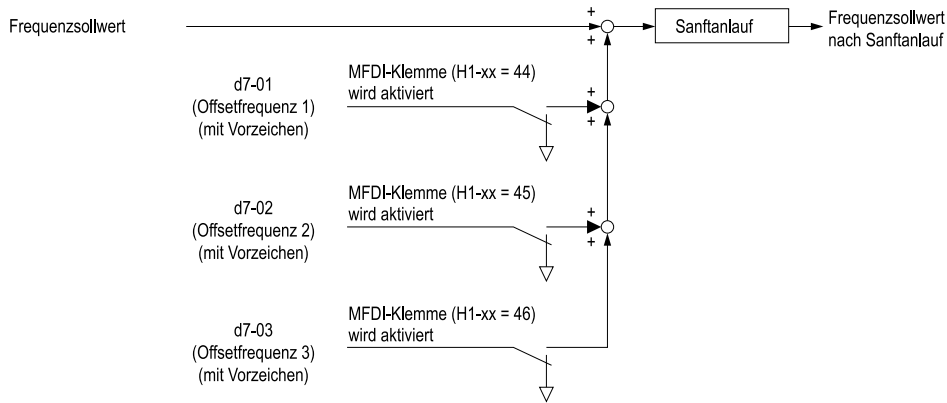 Frequenzsollwert
+
+
Sanftanlauf
Frequenzsollwert
nach Sanftanlauf
d7-01
(Offsetfrequenz 1)
(mit Vorzeichen)
MFDI-Klemme (H1-xx = 44)
wird aktiviert
+
+
d7-02
(Offsetfrequenz 2)
(mit Vorzeichen)
MFDI-Klemme (H1-xx = 45)
wird aktiviert
+
+
d7-03
(Offsetfrequenz 3)
(mit Vorzeichen)
MFDI-Klemme (H1-xx = 46)
wird aktiviert